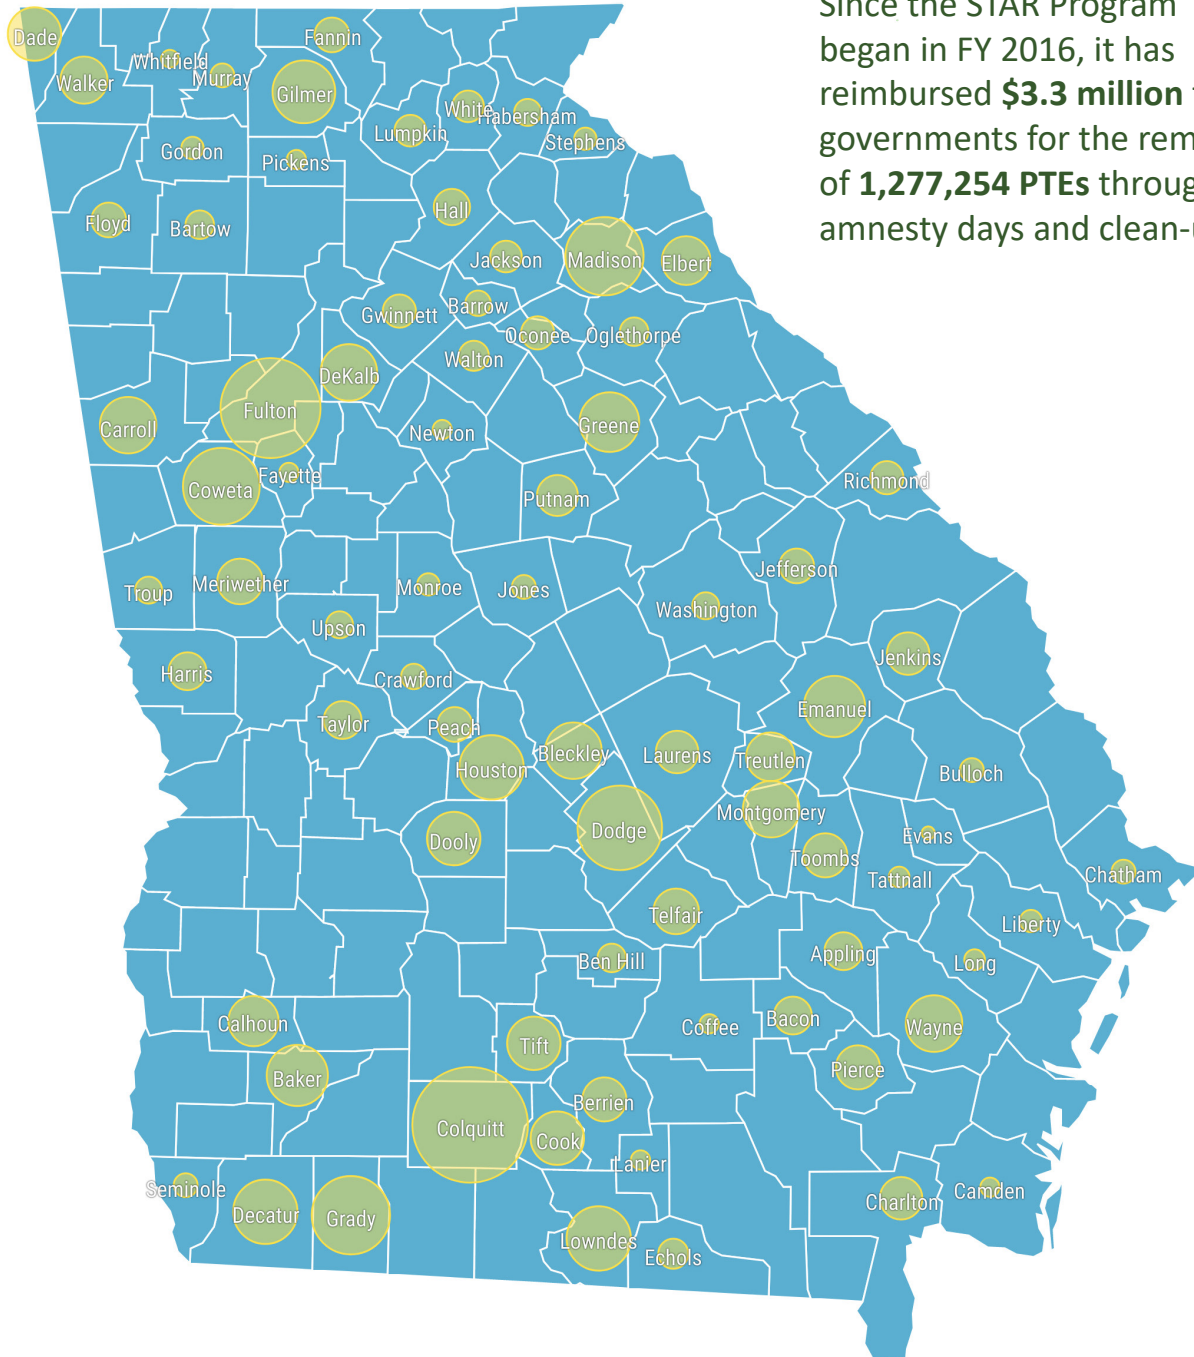 Since the STAR Program
began in FY 2016, it has
reimbursed $3.3 million
governments for the rem
of 1,277,254 PTEs throug
amnesty days and clean-u
Dade
Fannin
Whitfield
Murray
Walker
Gilmer
White
Habersham
Lumpkin
Stephens
Gordon
Pickens
Hall
Floyd
Bartow
Jackson
Madison
Elbert
Gwinnett
Barrow
Oconee
Oglethorpe
Walton
DeKalb
Fulton
Carroll
Newton
Greene
Fayette
Richmond
Coweta
Putnam
Jefferson
Troup
Meriwether
Monroe
Jones
Washington
Upson
Jenkins
Harris
Crawford
Emanuel
Taylor
Peach
Bleckley
Laurens
Treutlen
Houston
Bulloch
Montgomery
Dodge
Evans
Dooly
Toombs
Tattnall
Chatham
Telfair
Liberty
Appling
Ben Hill
Long
Calhoun
Coffee
Bacon
Wayne
Tift
Pierce
Baker
Berrien
Colquitt
Cook
Lanier
Seminole
Camden
Charlton
Decatur
Grady
Lowndes
Echols